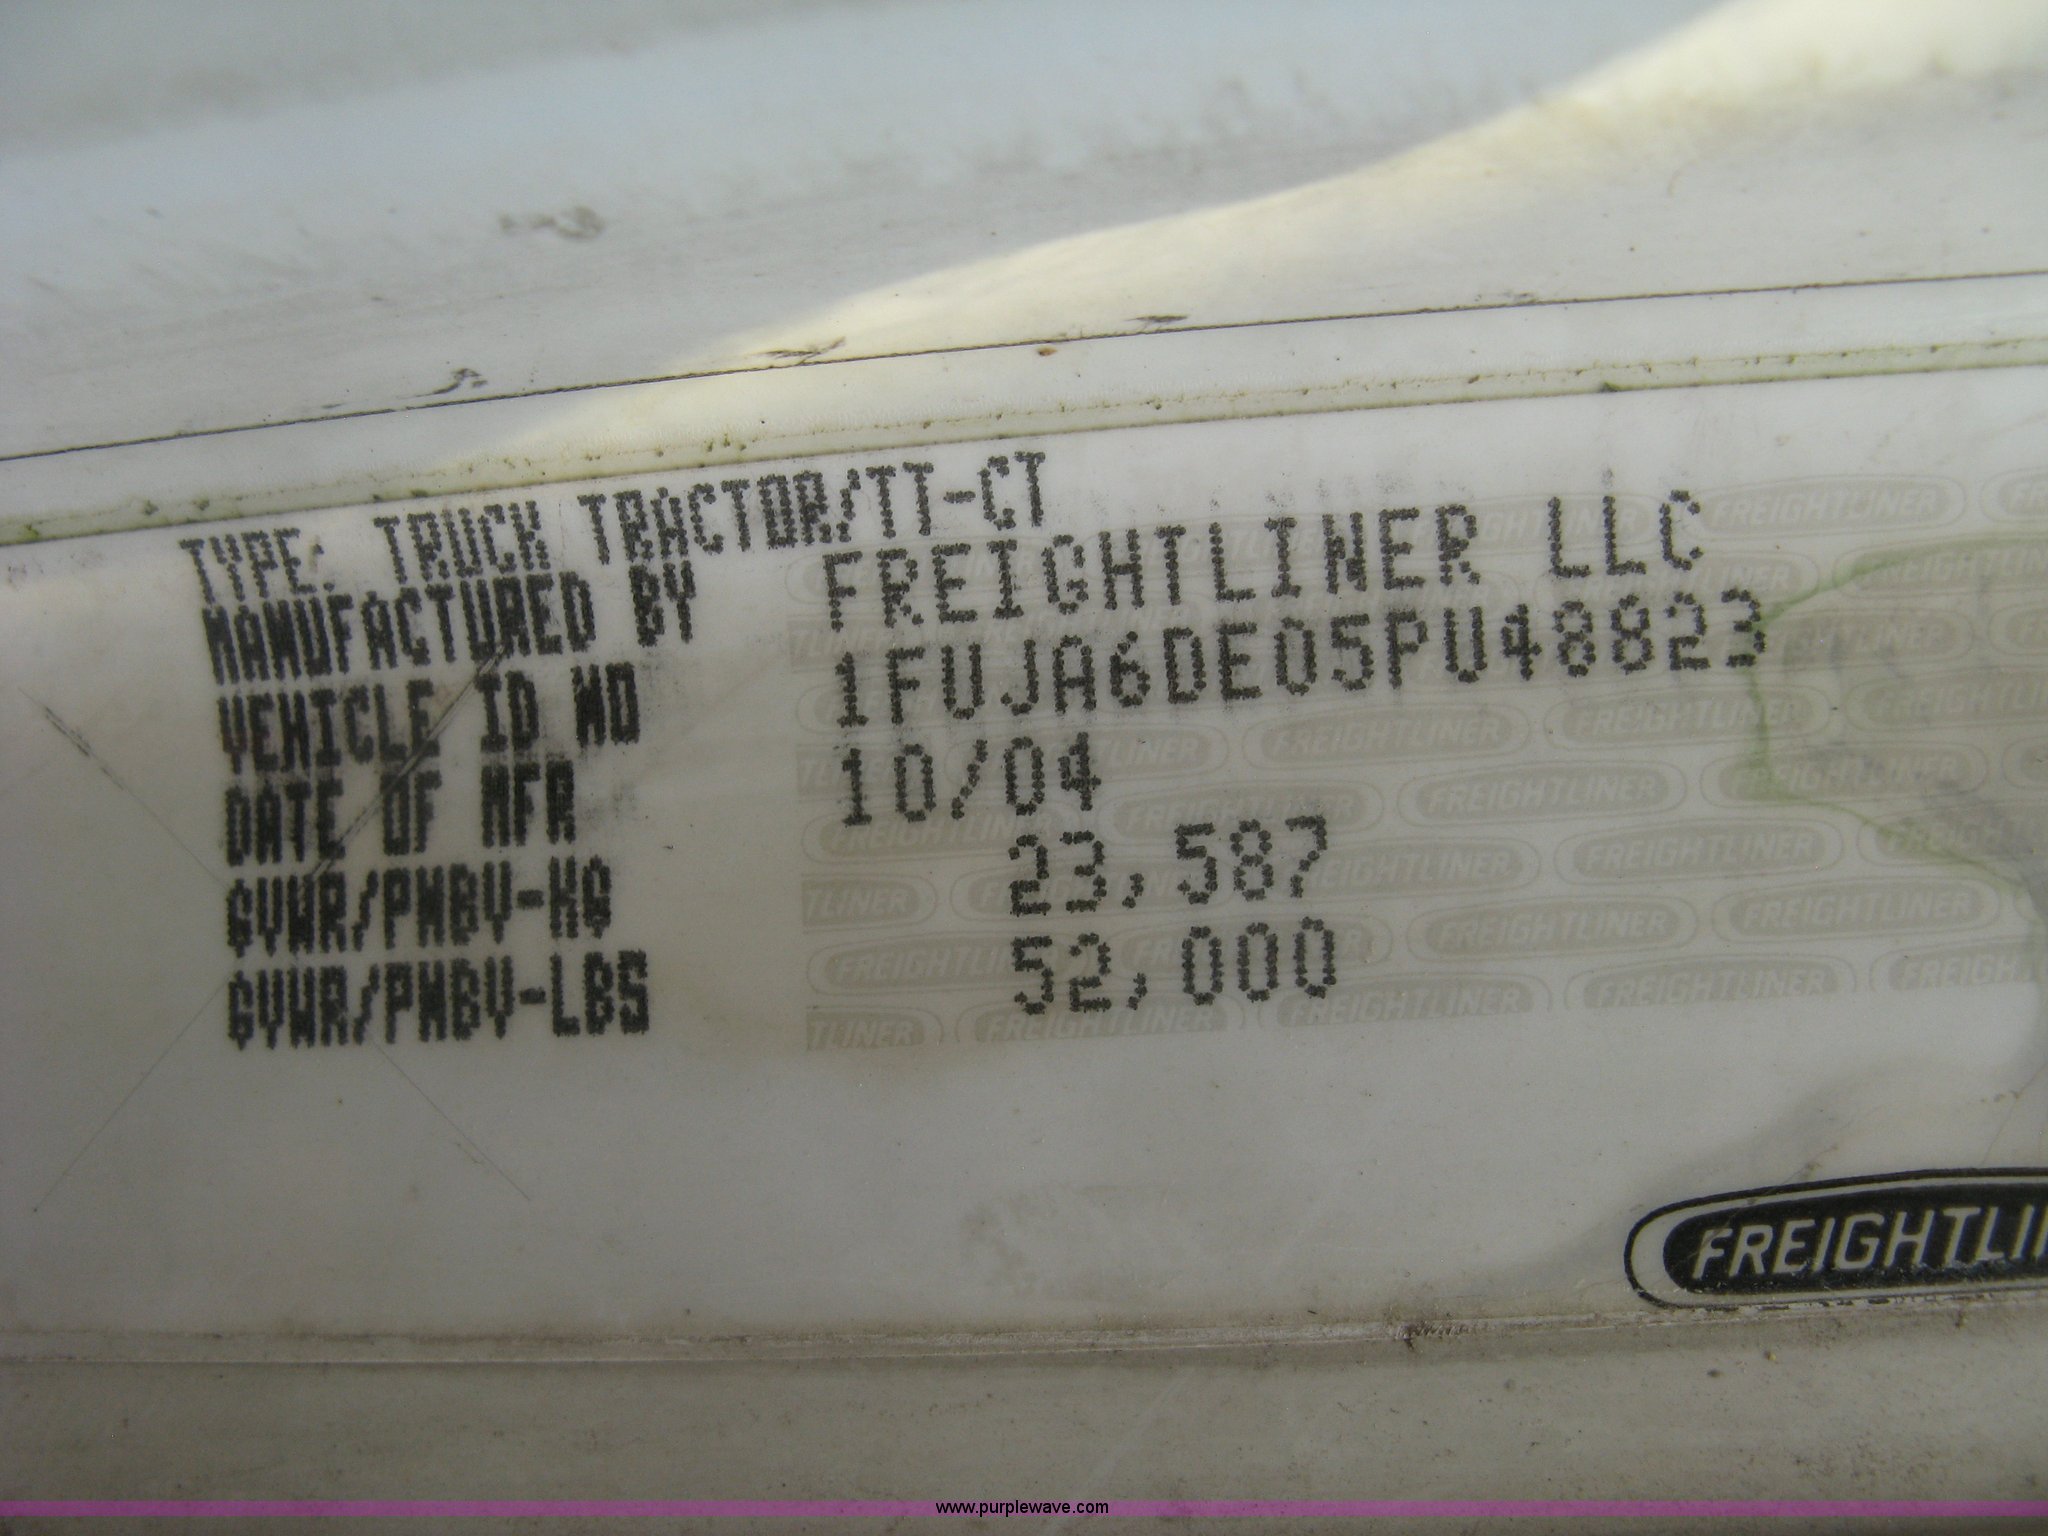 TYPE: TRUCK TRACTOR/TT-CT
MANUFACTURED BY FREIGHTLINER LLC
VEHICLE ID NO 1FUJA6DE05PU48823
DATE OF MFR 10/04
GVWR/PNBV-KG 23,587
GVWR/PNBV-LBS 52,000
FREIGHTLI
www.purplewave.com